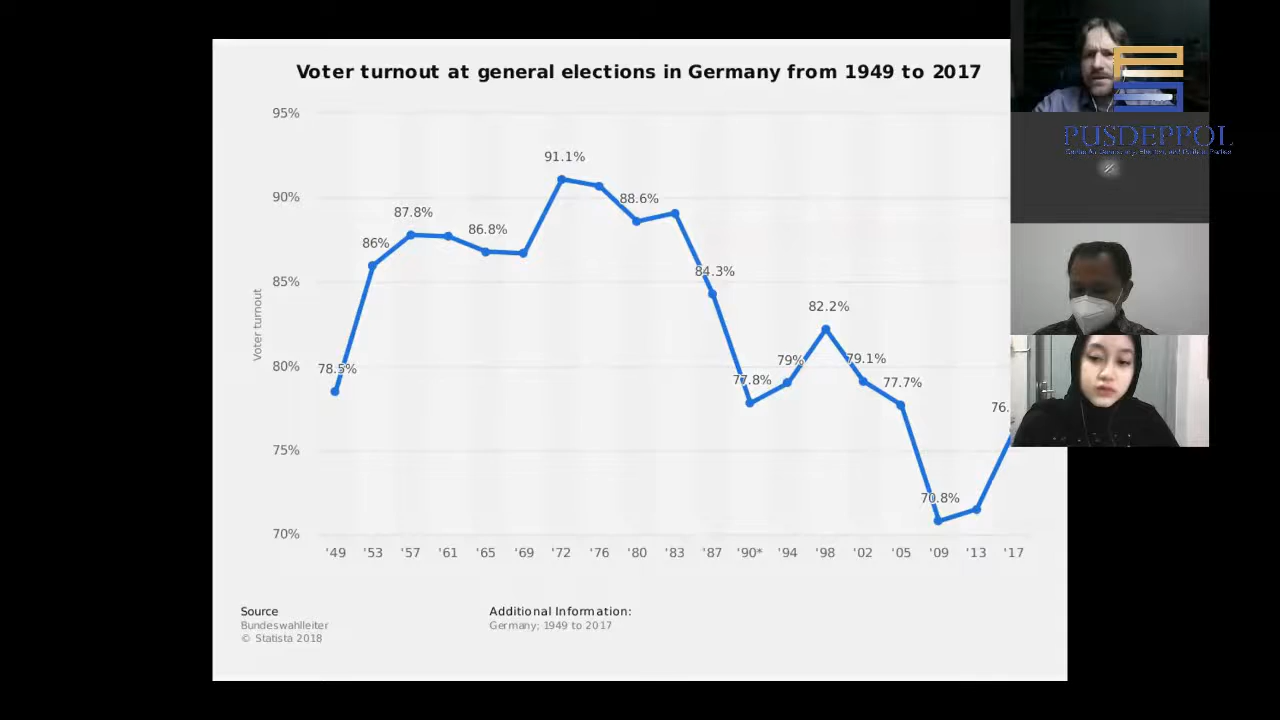 Voter turnout at general elections in Germany from 1949 to 2017
95%
90%
85%
80%
75%
70%
Voter turnout
78.5%
86%
87.8%
86.8%
91.1%
88.6%
84.3%
77.8%
79%
82.2%
79.1%
77.7%
70.8%
76.
'49 '53 '57 '61 '65 '69 '72 '76 '80 '83 '87 '90* '94 '98 '02 '05 '09 '13 '17
Source
Bundeswahlleiter
© Statista 2018
Additional Information:
Germany; 1949 to 2017
PUSDEPPOL